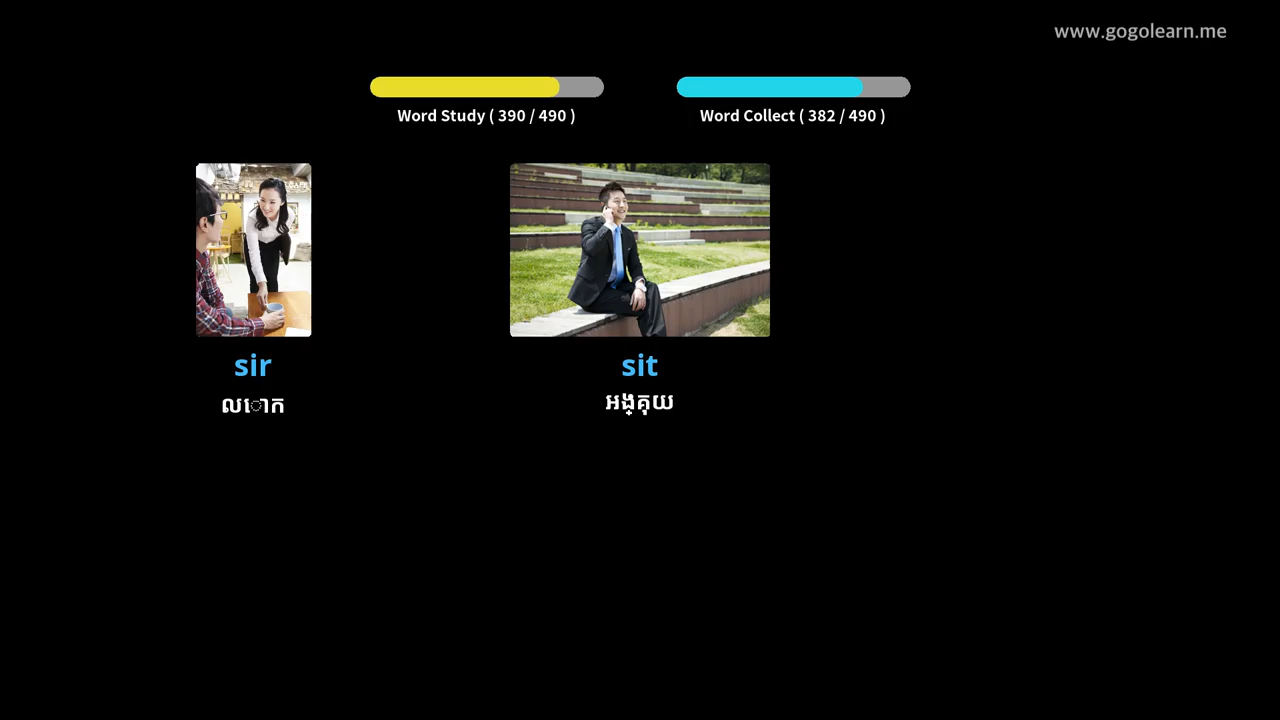 www.gogolearn.me
Word Study ( 390 / 490 )
Word Collect ( 382 / 490 )
sir
sit
លោក
អង្គុយ